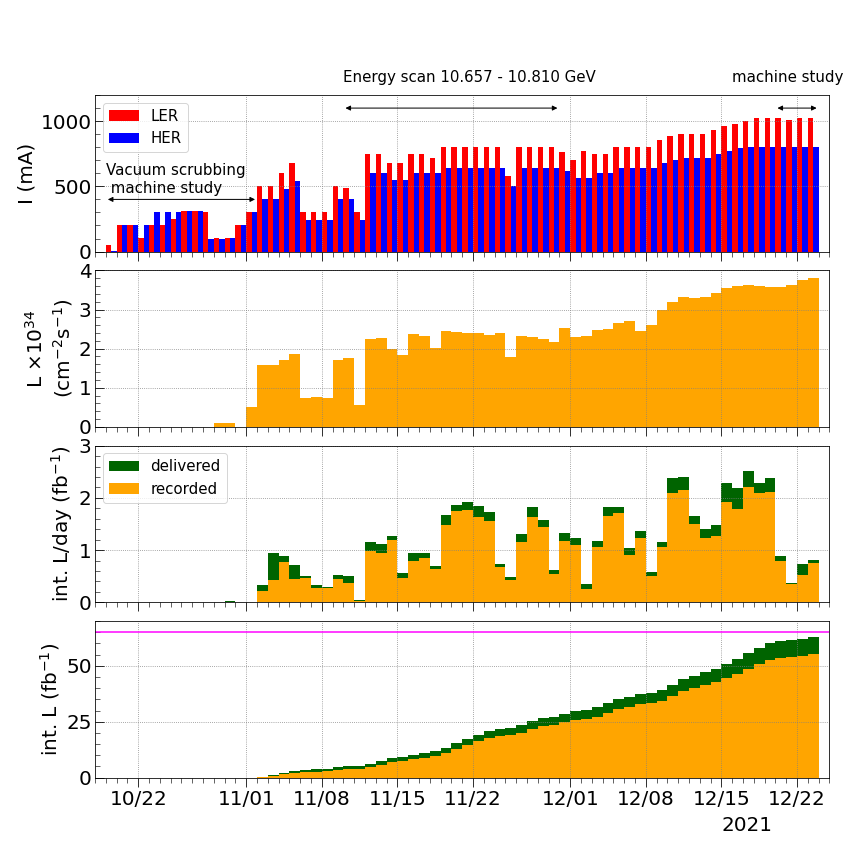 Energy scan 10.657 - 10.810 GeV machine study
LER
HER
Vacuum scrubbing
machine study
I (mA)
1000
500
0
L ×10³⁴
(cm⁻²s⁻¹)
4
3
2
1
0
delivered
recorded
int. L/day (fb⁻¹)
3
2
1
0
int. L (fb⁻¹)
50
25
0
10/22 11/01 11/08 11/15 11/22 12/01 12/08 12/15 12/22
2021